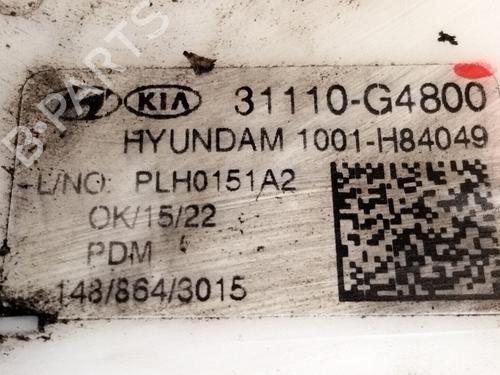 B-PARTS
KIA 31110-G4800
HYUNDAM 1001-H84049
L/NO: PLH0151A2
OK/15/22
PDM
148/864/3015